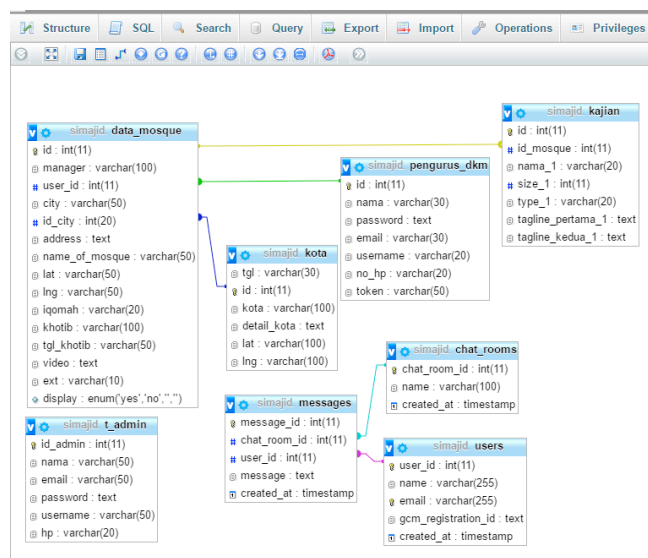 Structure SQL Search Query Export Import Operations Privileges
simajid data_mosque
id : int(11)
manager : varchar(100)
user_id : int(11)
city : varchar(50)
id_city : int(20)
address : text
name_of_mosque : varchar(50)
lat : varchar(50)
lng : varchar(50)
iqomah : varchar(20)
khotib : varchar(100)
tgl_khotib : varchar(50)
video : text
ext : varchar(10)
display : enum('yes','no','','')
simajid pengurus_dkm
id : int(11)
nama : varchar(30)
password : text
email : varchar(30)
username : varchar(20)
no_hp : varchar(20)
token : varchar(50)
simajid kajian
id : int(11)
id_mosque : int(11)
nama_1 : varchar(20)
size_1 : int(11)
type_1 : varchar(20)
tagline_pertama_1 : text
tagline_kedua_1 : text
simajid kota
tgl : varchar(30)
id : int(11)
kota : varchar(100)
detail_kota : text
lat : varchar(100)
lng : varchar(100)
simajid chat_rooms
chat_room_id : int(11)
name : varchar(100)
created_at : timestamp
simajid messages
message_id : int(11)
chat_room_id : int(11)
user_id : int(11)
message : text
created_at : timestamp
simajid t_admin
id_admin : int(11)
nama : varchar(50)
email : varchar(50)
password : text
username : varchar(50)
hp : varchar(20)
simajid users
user_id : int(11)
name : varchar(255)
email : varchar(255)
gcm_registration_id : text
created_at : timestamp